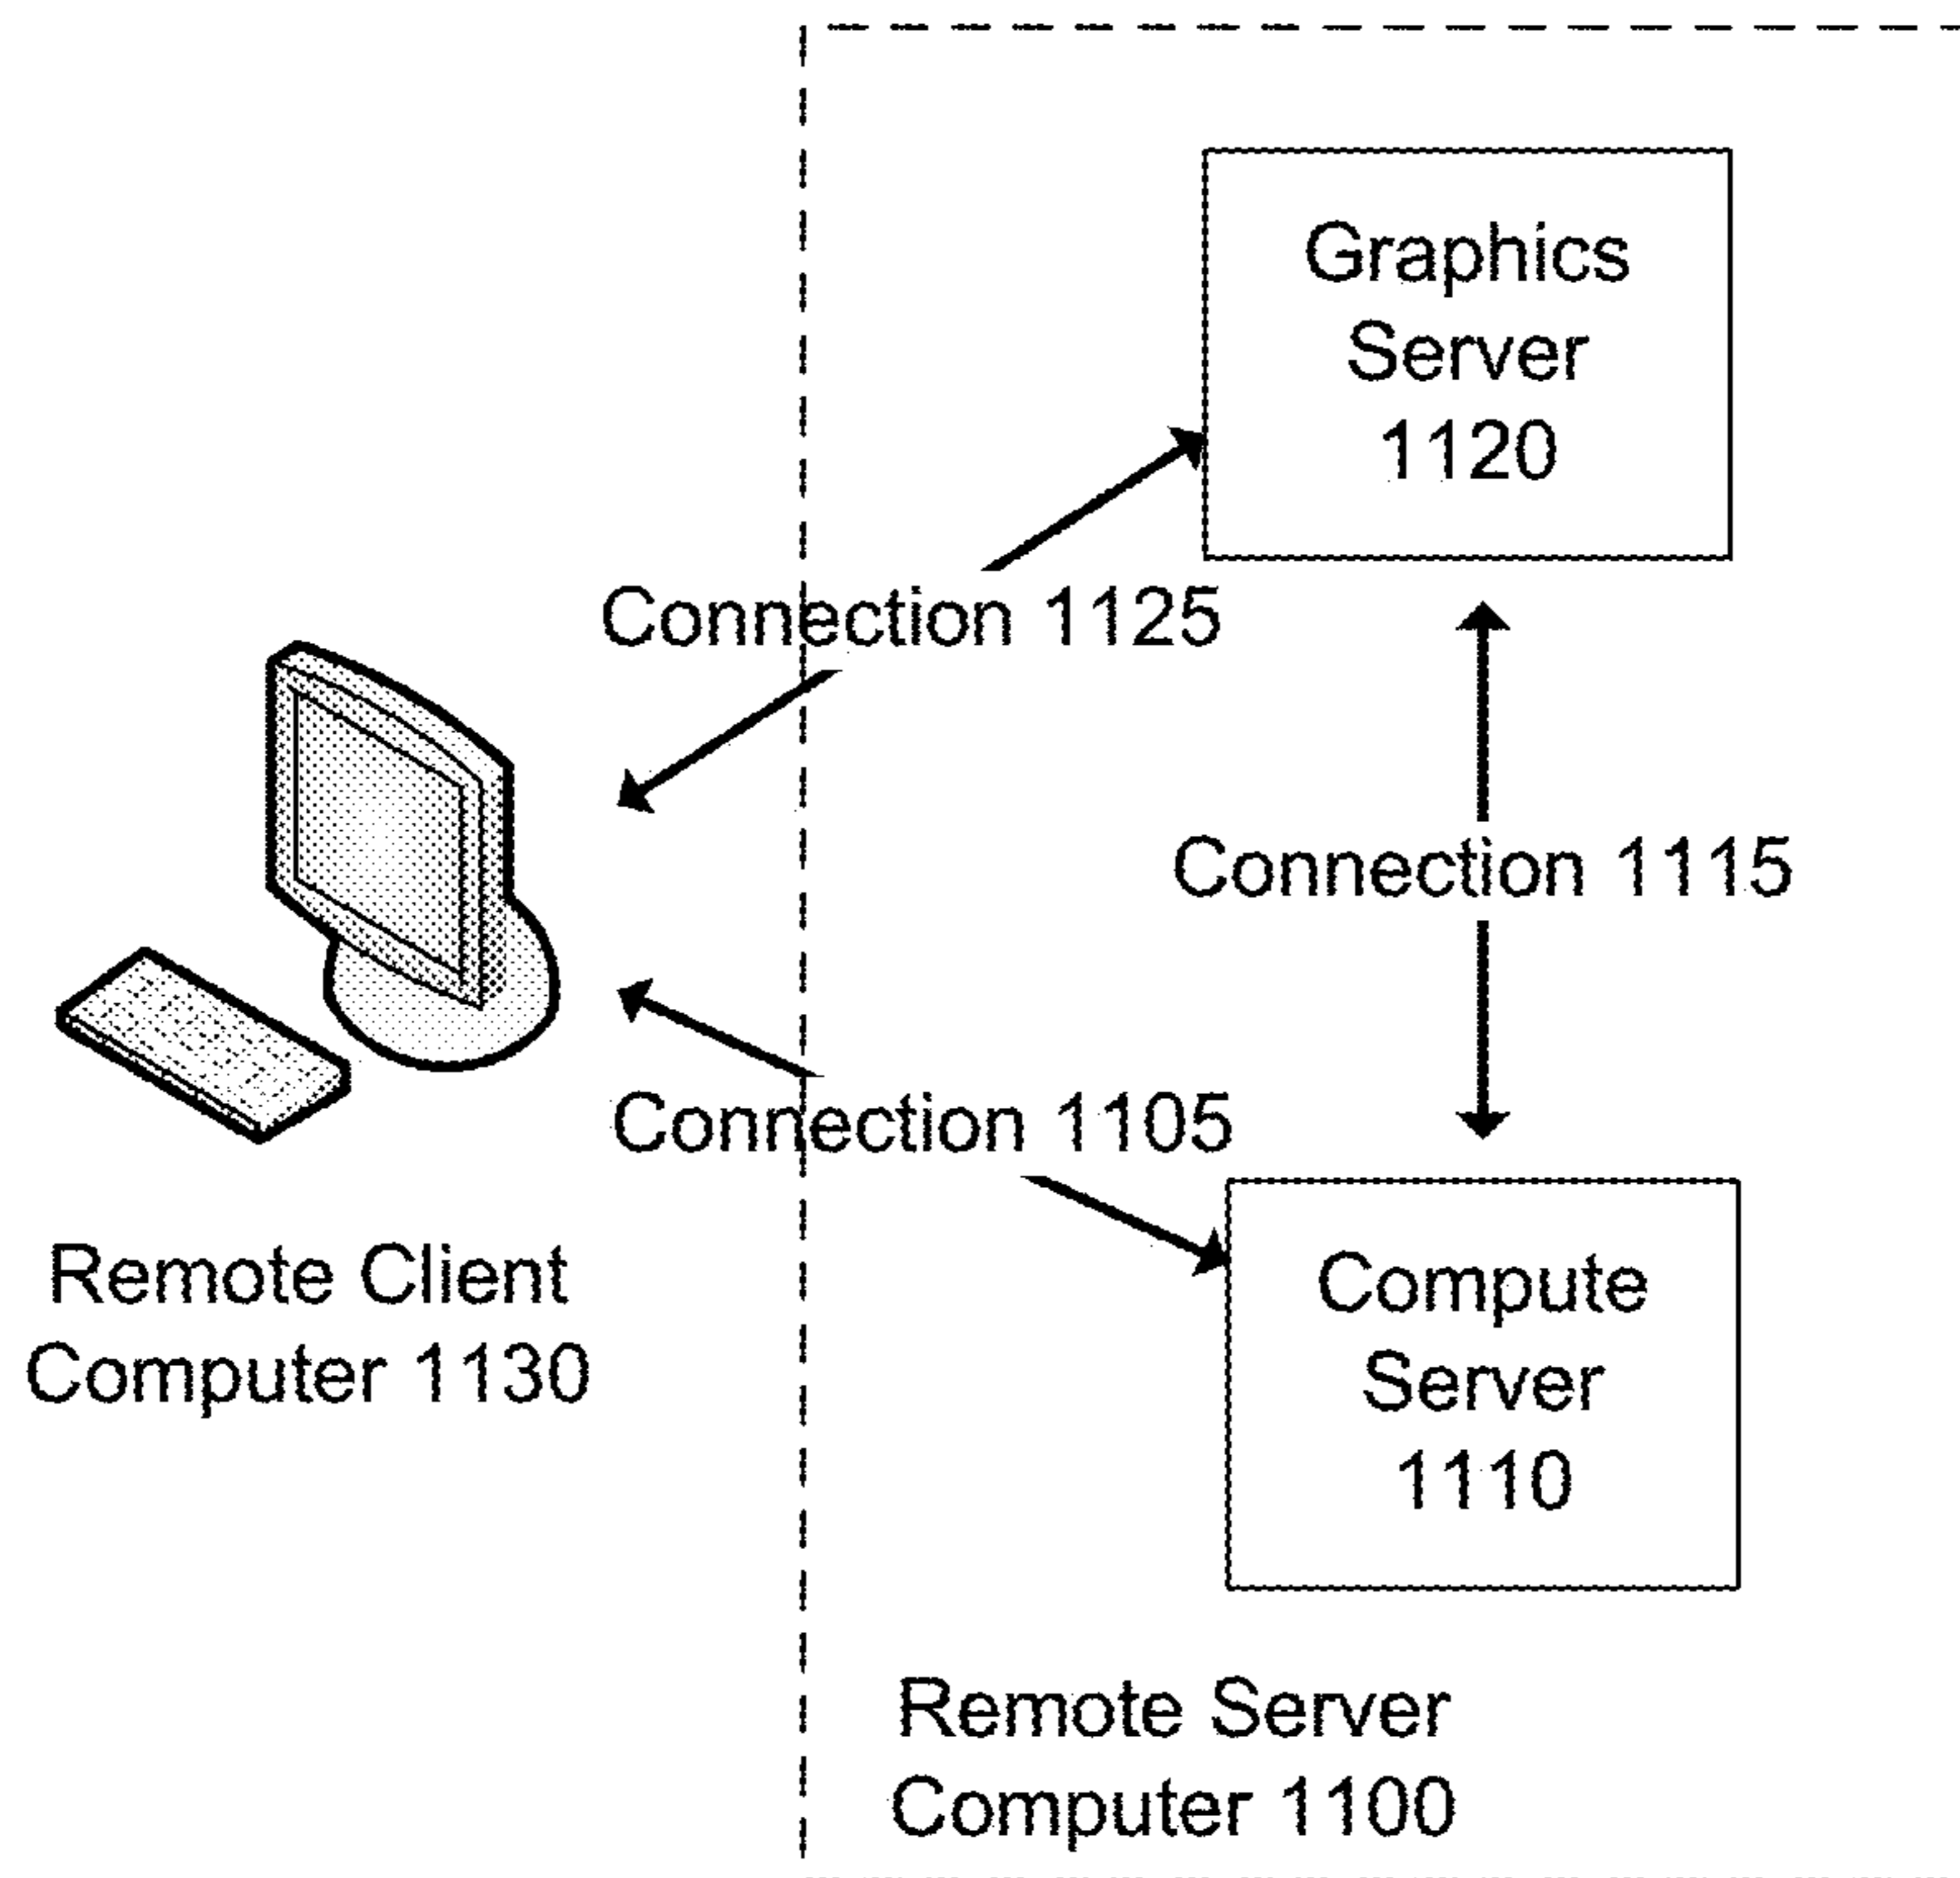 Graphics
Server
1120
Connection 1125
Connection 1115
Connection 1105
Remote Client
Computer 1130
Compute
Server
1110
Remote Server
Computer 1100